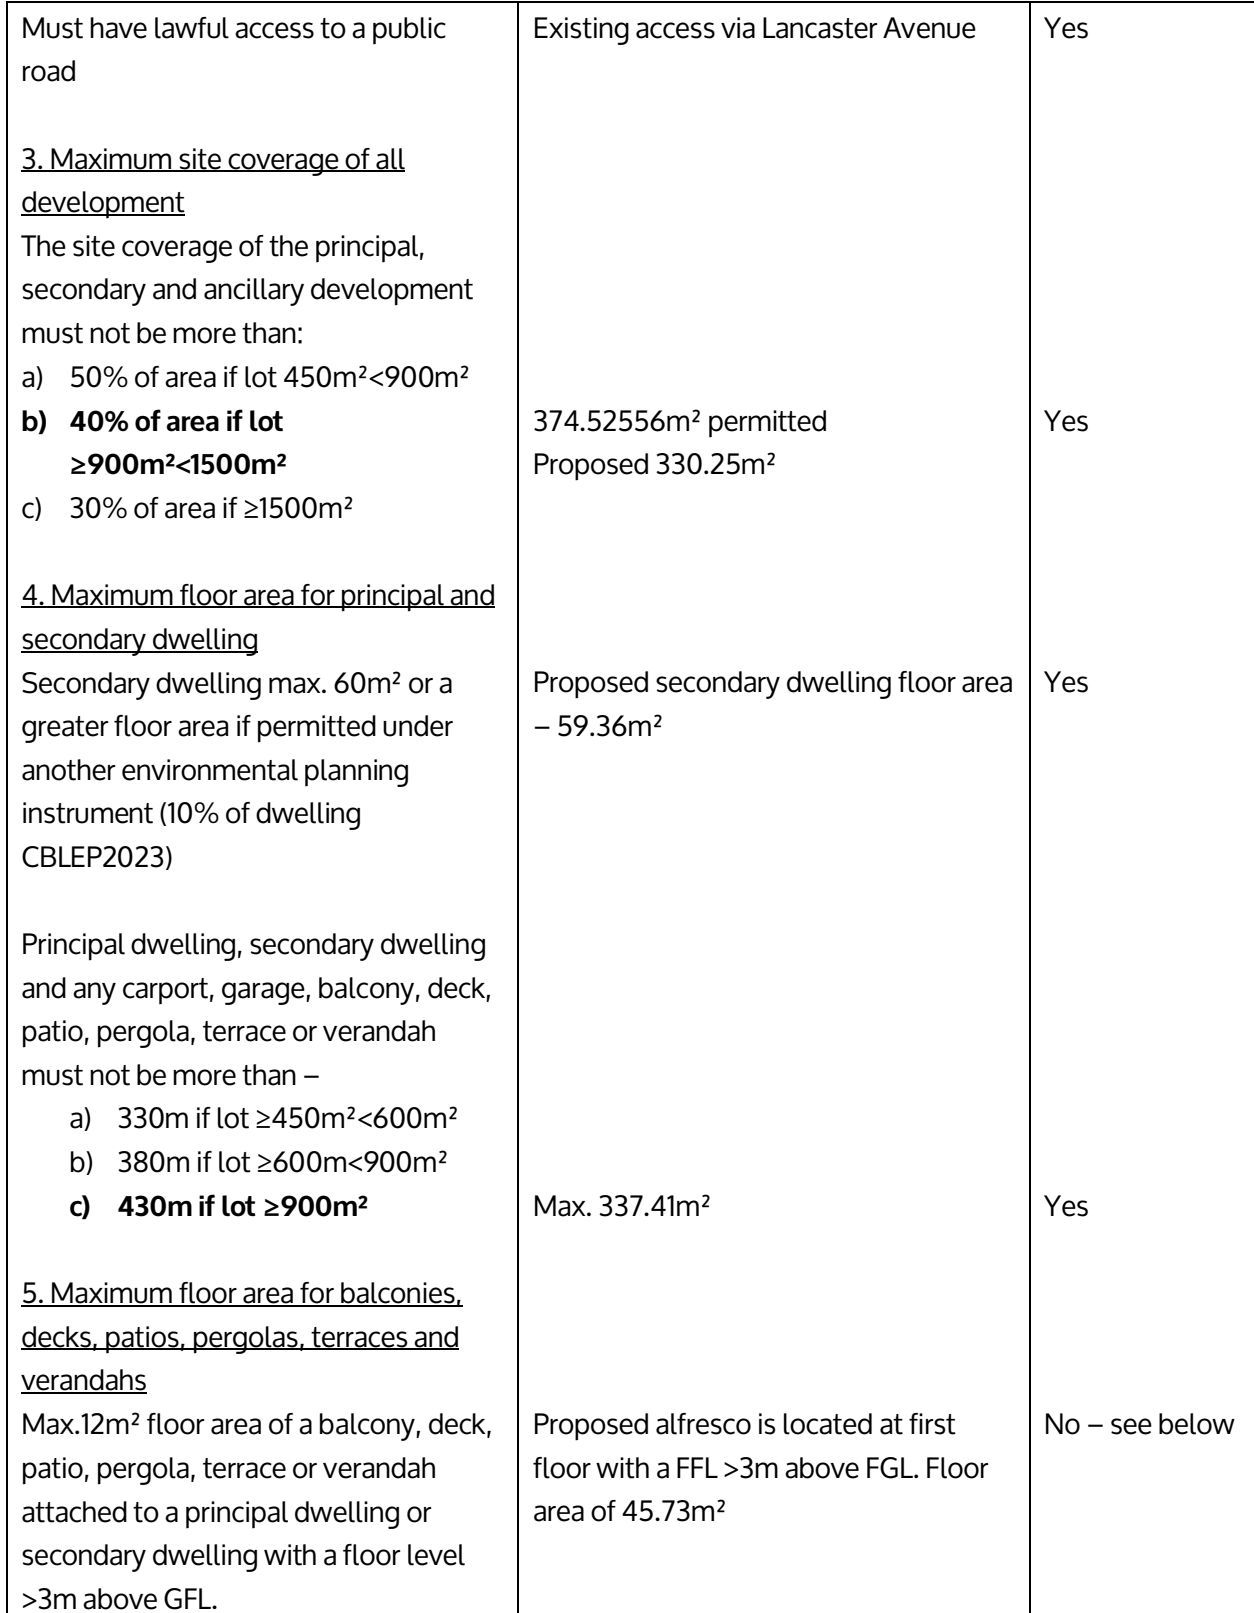 Must have lawful access to a public
road
Existing access via Lancaster Avenue
Yes
3. Maximum site coverage of all
development
The site coverage of the principal,
secondary and ancillary development
must not be more than:
a) 50% of area if lot 450m²<900m²
b) 40% of area if lot
≥900m²<1500m²
c) 30% of area if ≥1500m²
374.52556m² permitted
Proposed 330.25m²
Yes
4. Maximum floor area for principal and
secondary dwelling
Secondary dwelling max. 60m² or a
greater floor area if permitted under
another environmental planning
instrument (10% of dwelling
CBLEP2023)
Proposed secondary dwelling floor area
– 59.36m²
Yes
Principal dwelling, secondary dwelling
and any carport, garage, balcony, deck,
patio, pergola, terrace or verandah
must not be more than –
a) 330m if lot ≥450m²<600m²
b) 380m if lot ≥600m<900m²
c) 430m if lot ≥900m²
Max. 337.41m²
Yes
5. Maximum floor area for balconies,
decks, patios, pergolas, terraces and
verandahs
Max.12m² floor area of a balcony, deck,
patio, pergola, terrace or verandah
attached to a principal dwelling or
secondary dwelling with a floor level
>3m above GFL.
Proposed alfresco is located at first
floor with a FFL >3m above FGL. Floor
area of 45.73m²
No – see below